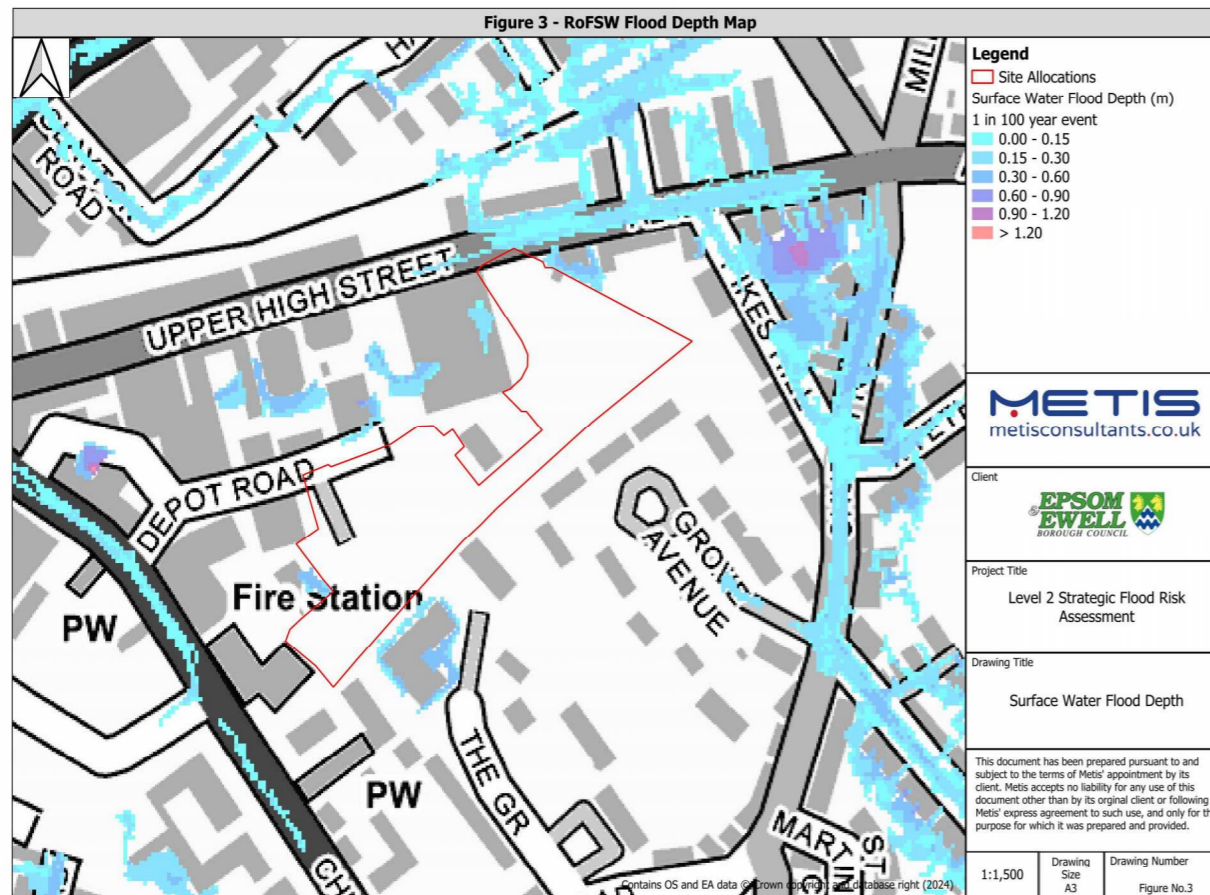 Figure 3 - RoFSW Flood Depth Map
Legend
Site Allocations
Surface Water Flood Depth (m)
1 in 100 year event
0.00 - 0.15
0.15 - 0.30
0.30 - 0.60
0.60 - 0.90
0.90 - 1.20
> 1.20
METIS
metisconsultants.co.uk
Client
EPSOM
& EWELL
BOROUGH COUNCIL
Project Title
Level 2 Strategic Flood Risk
Assessment
Drawing Title
Surface Water Flood Depth
This document has been prepared pursuant to and
subject to the terms of Metis' appointment by its
client. Metis accepts no liability for any use of this
document other than by its orginal client or following
Metis' express agreement to such use, and only for th
purpose for which it was prepared and provided.
1:1,500
Drawing
Size
A3
Drawing Number
Figure No.3
ROAD
UPPER HIGH STREET
DEPOT ROAD
Fire Station
PW
PW
GROVE
AVENUE
THE GR
MARTIN
ST
CH
MIL
Contains OS and EA data © Crown copyright and database right (2024)